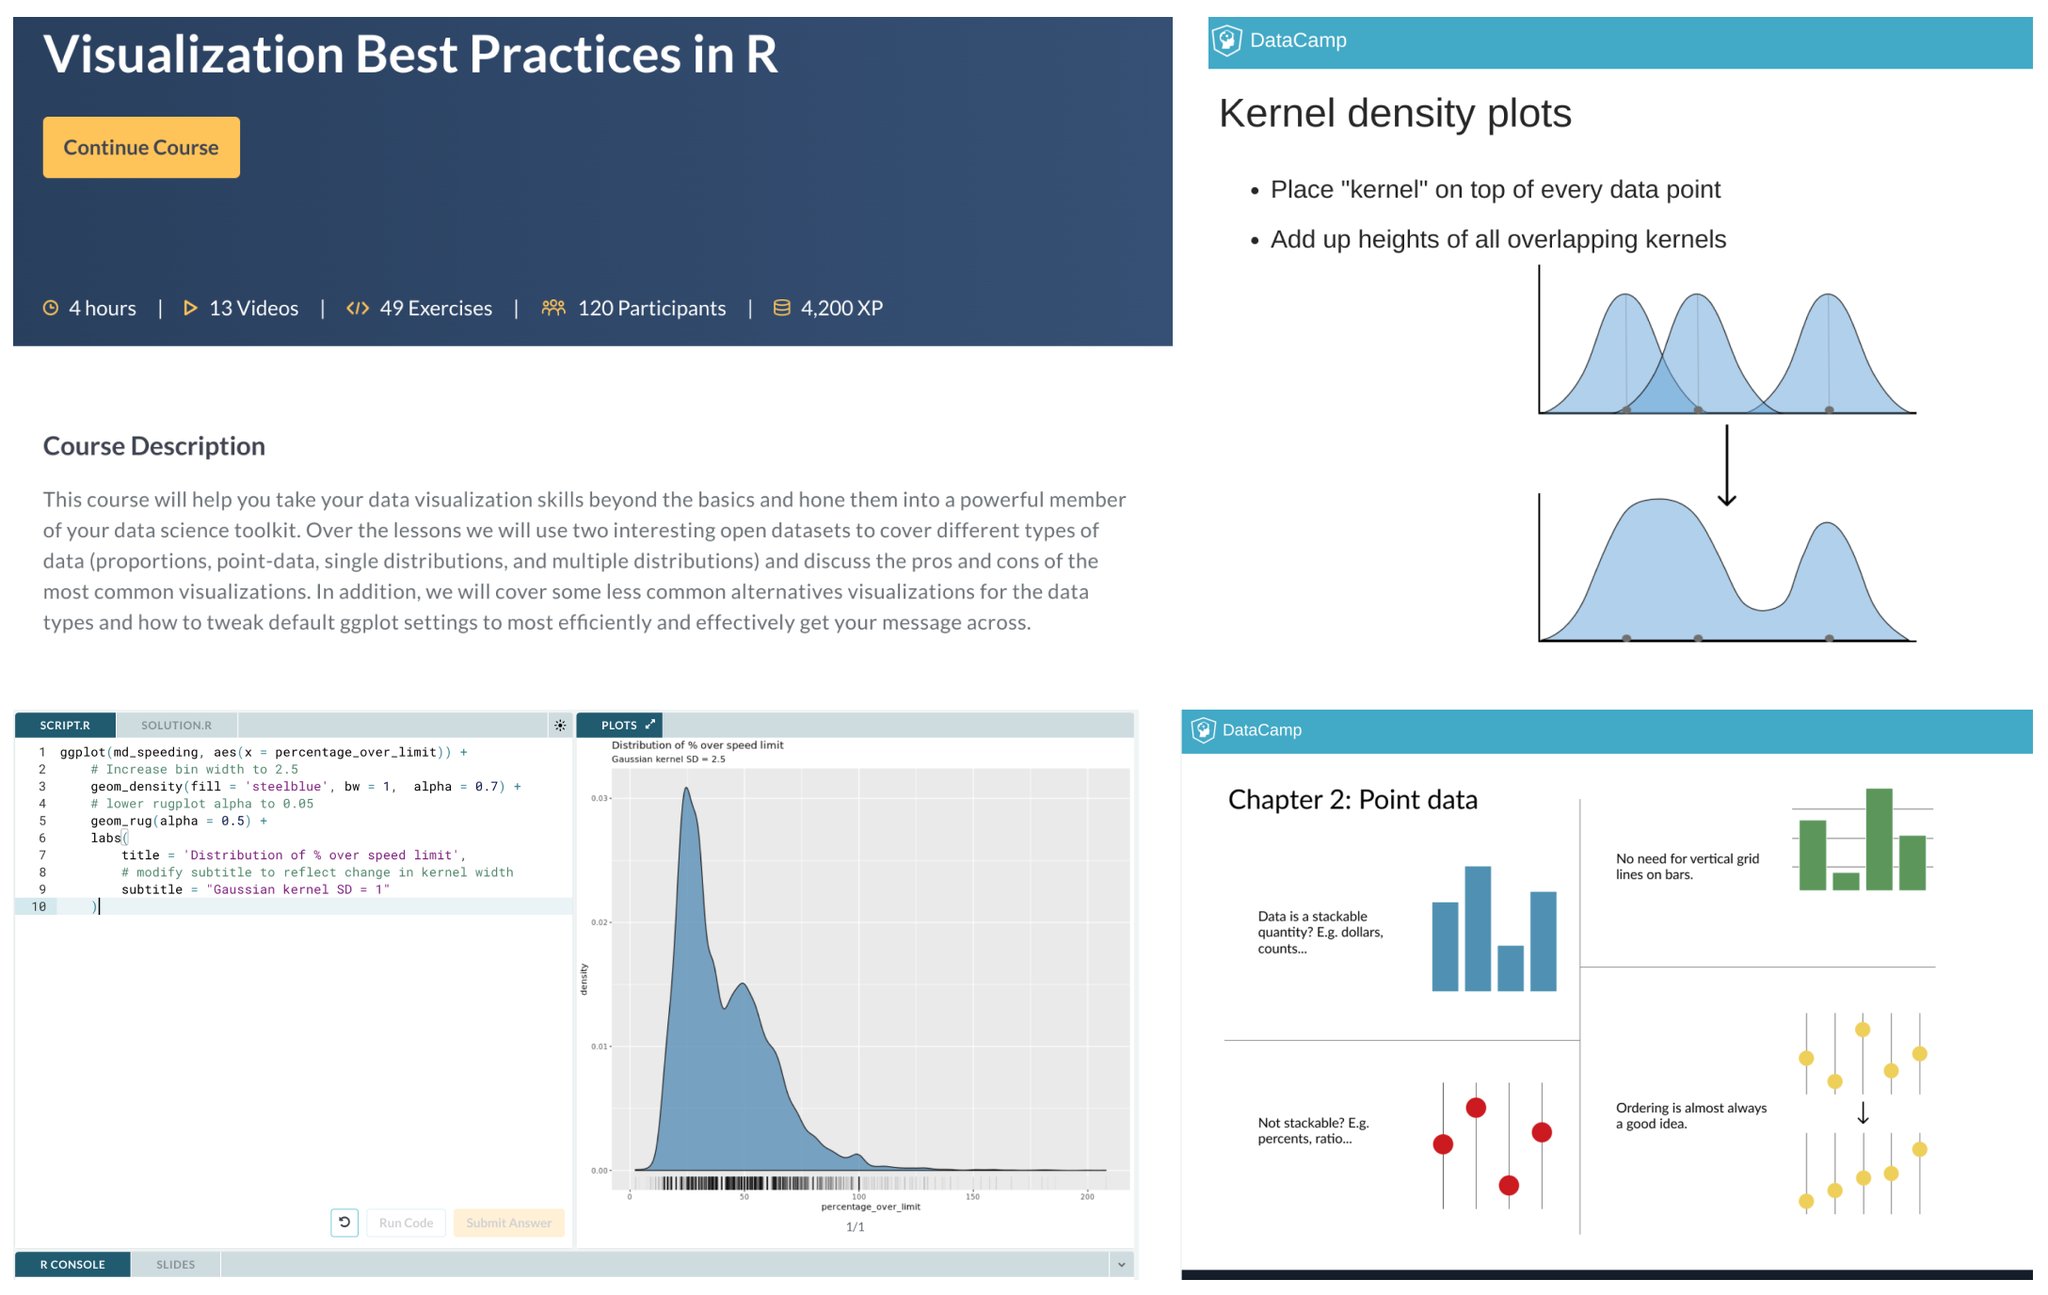 Visualization Best Practices in R
Continue Course
4 hours | 13 Videos | 49 Exercises | 120 Participants | 4,200 XP
Course Description
This course will help you take your data visualization skills beyond the basics and hone them into a powerful member
of your data science toolkit. Over the lessons we will use two interesting open datasets to cover different types of
data (proportions, point-data, single distributions, and multiple distributions) and discuss the pros and cons of the
most common visualizations. In addition, we will cover some less common alternatives visualizations for the data
types and how to tweak default ggplot settings to most efficiently and effectively get your message across.
DataCamp
Kernel density plots
• Place "kernel" on top of every data point
• Add up heights of all overlapping kernels
SCRIPT.R
SOLUTION.R
1 ggplot(md_speeding, aes(x = percentage_over_limit)) +
2 # Increase bin width to 2.5
3 geom_density(fill = 'steelblue', bw = 1,  alpha = 0.7) +
4 # lower rugplot alpha to 0.05
5 geom_rug(alpha = 0.5) +
6 labs(
7 title = 'Distribution of % over speed limit',
8 # modify subtitle to reflect change in kernel width
9 subtitle = "Gaussian kernel SD = 1"
10 )
Run Code
Submit Answer
R CONSOLE
SLIDES
PLOTS
Distribution of % over speed limit
Gaussian kernel SD = 2.5
0.03
0.02
density
0.01
0.00
0 50 100 150 200
percentage_over_limit
1/1
DataCamp
Chapter 2: Point data
Data is a stackable
quantity? E.g. dollars,
counts...
Not stackable? E.g.
percents, ratio...
No need for vertical grid
lines on bars.
Ordering is almost always
a good idea.